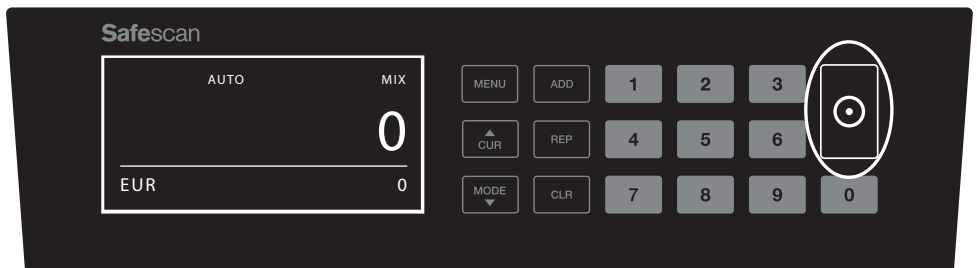 Safescan
AUTO MIX
0
EUR 0
MENU ADD 1 2 3
CUR REP 4 5 6
MODE CLR 7 8 9 0